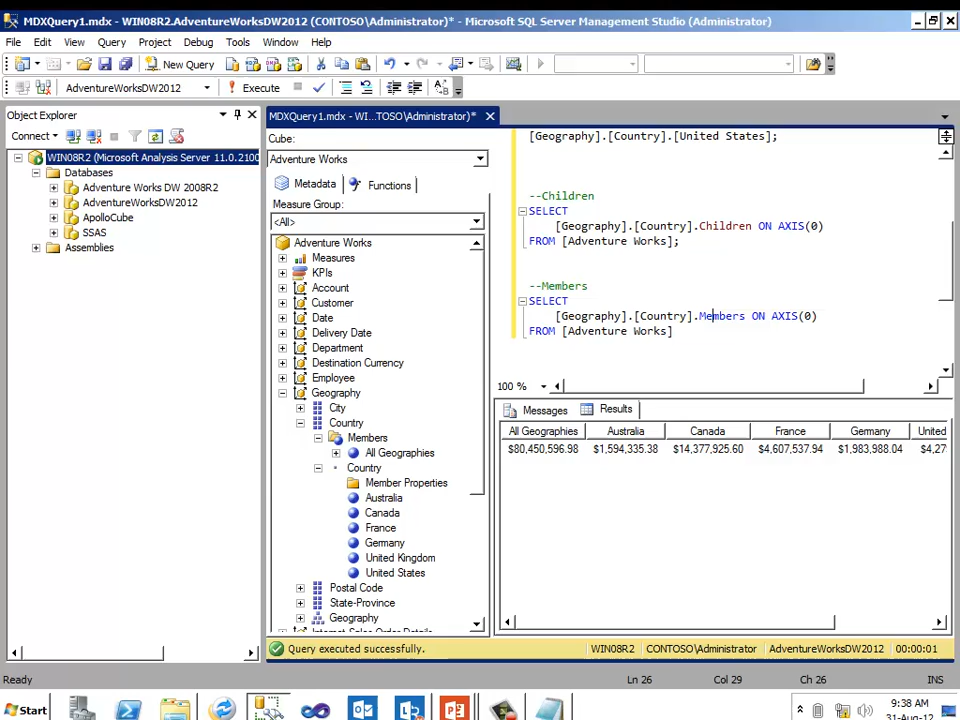 MDXQuery1.mdx - WIN08R2.AdventureWorksDW2012 (CONTOSO\Administrator)* - Microsoft SQL Server Management Studio (Administrator)
File Edit View Query Project Debug Tools Window Help
New Query
AdventureWorksDW2012 Execute
Object Explorer
Connect
WIN08R2 (Microsoft Analysis Server 11.0.2100
Databases
Adventure Works DW 2008R2
AdventureWorksDW2012
ApolloCube
SSAS
Assemblies
MDXQuery1.mdx - WI...TOSO\Administrator)*
Cube:
Adventure Works
Metadata Functions
Measure Group:
<All>
Adventure Works
Measures
KPIs
Account
Customer
Date
Delivery Date
Department
Destination Currency
Employee
Geography
City
Country
Members
All Geographies
Country
Member Properties
Australia
Canada
France
Germany
United Kingdom
United States
Postal Code
State-Province
Geography
[Geography].[Country].[United States];
--Children
SELECT
[Geography].[Country].Children ON AXIS(0)
FROM [Adventure Works];
--Members
SELECT
[Geography].[Country].Members ON AXIS(0)
FROM [Adventure Works]
100 %
Messages Results
All Geographies Australia Canada France Germany United
$80,450,596.98 $1,594,335.38 $14,377,925.60 $4,607,537.94 $1,983,988.04 $4,27
Query executed successfully. WIN08R2 CONTOSO\Administrator AdventureWorksDW2012 00:00:01
Ready Ln 26 Col 29 Ch 26 INS
Start 9:38 AM
31-Aug-12